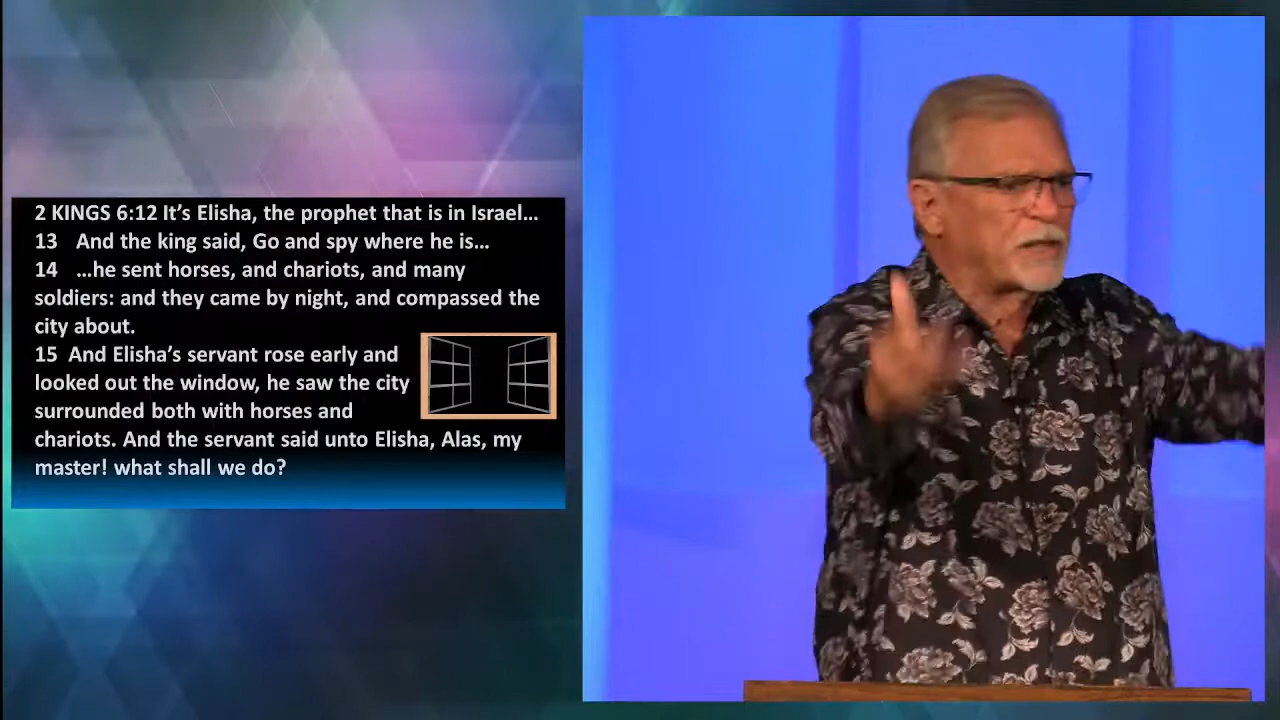 2 KINGS 6:12 It’s Elisha, the prophet that is in Israel…
13 And the king said, Go and spy where he is…
14 …he sent horses, and chariots, and many
soldiers: and they came by night, and compassed the
city about.
15 And Elisha’s servant rose early and
looked out the window, he saw the city
surrounded both with horses and
chariots. And the servant said unto Elisha, Alas, my
master! what shall we do?